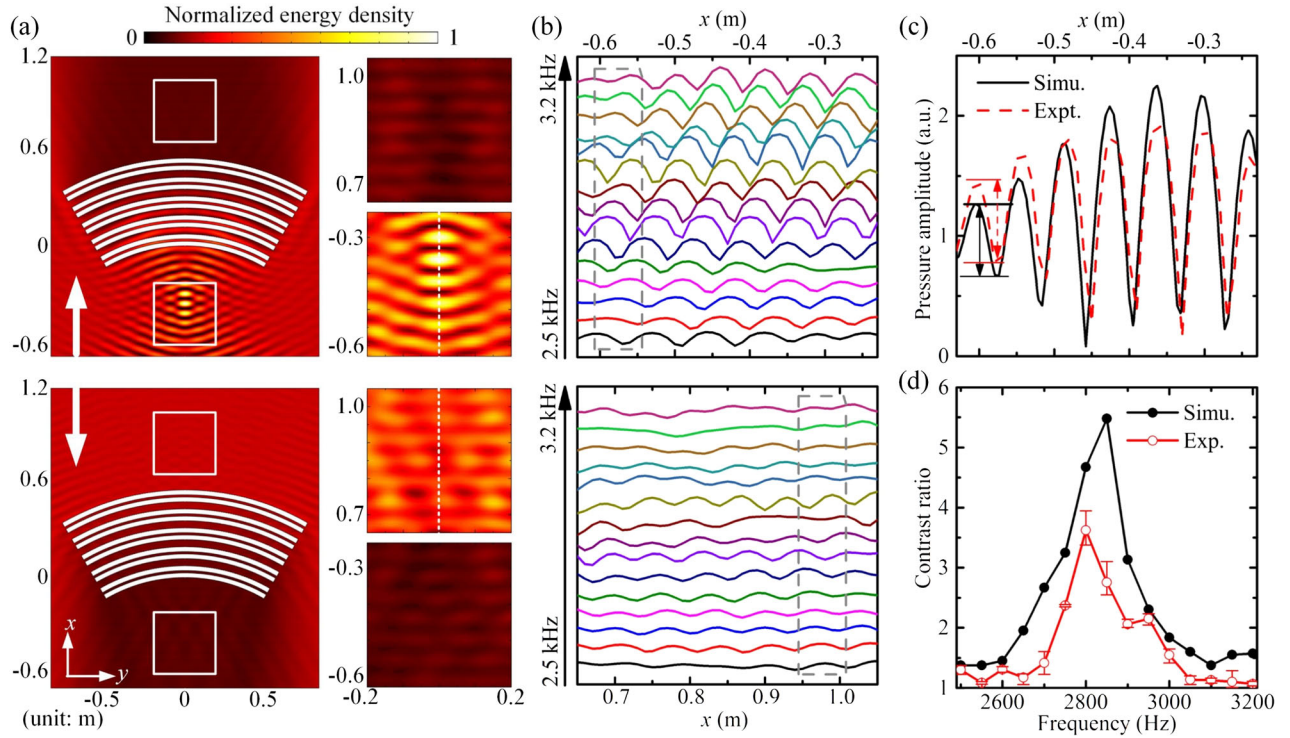 (a)
Normalized energy density
0
1
1.2
0.6
0
-0.6
1.0
0.7
-0.3
-0.6
1.2
0.6
0
-0.6
x
y
-0.5
0
0.5
(unit: m)
1.0
0.7
-0.3
-0.6
-0.2
0.2
(b)
x (m)
-0.6
-0.5
-0.4
-0.3
3.2 kHz
2.5 kHz
3.2 kHz
2.5 kHz
0.7
0.8
0.9
1.0
x (m)
(c)
x (m)
-0.6
-0.5
-0.4
-0.3
Simu.
Expt.
Pressure amplitude (a.u.)
2
1
0
(d)
Simu.
Exp.
Contrast ratio
6
5
4
3
2
1
2600
2800
3000
3200
Frequency (Hz)